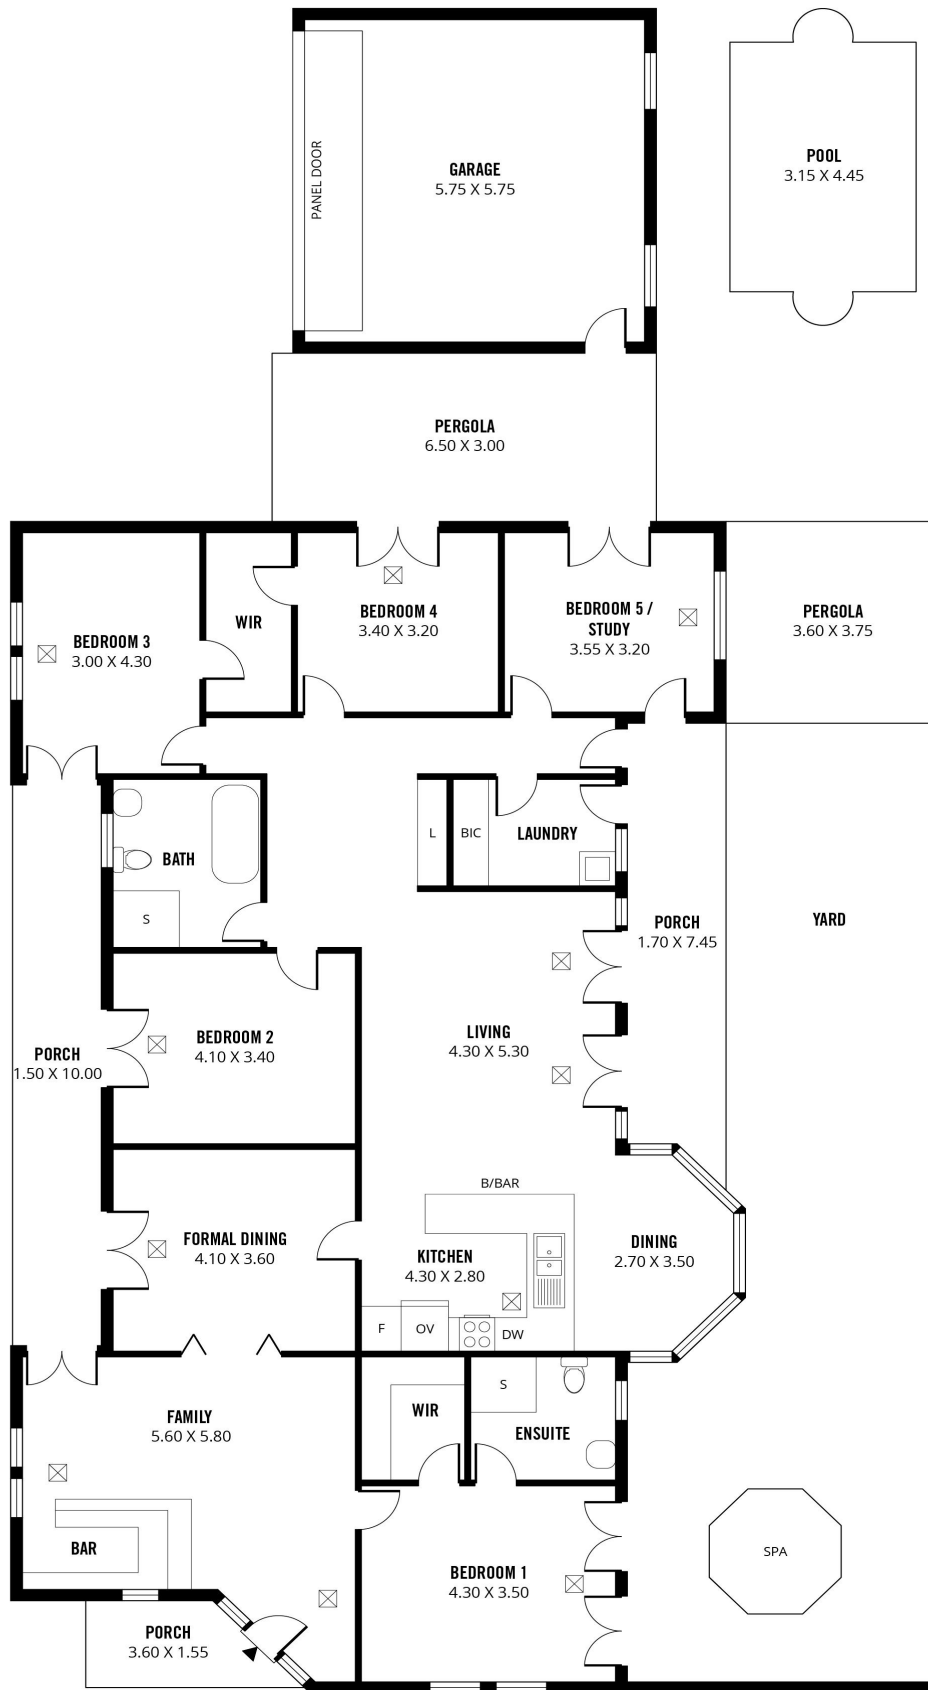 PANEL DOOR
GARAGE
5.75 X 5.75
POOL
3.15 X 4.45
PERGOLA
6.50 X 3.00
BEDROOM 3
3.00 X 4.30
WIR
BEDROOM 4
3.40 X 3.20
BEDROOM 5 /
STUDY
3.55 X 3.20
PERGOLA
3.60 X 3.75
BATH
S
L
BIC
LAUNDRY
PORCH
1.70 X 7.45
YARD
PORCH
1.50 X 10.00
BEDROOM 2
4.10 X 3.40
LIVING
4.30 X 5.30
FORMAL DINING
4.10 X 3.60
B/BAR
KITCHEN
4.30 X 2.80
DINING
2.70 X 3.50
F
OV
DW
FAMILY
5.60 X 5.80
WIR
S
ENSUITE
BAR
BEDROOM 1
4.30 X 3.50
SPA
PORCH
3.60 X 1.55